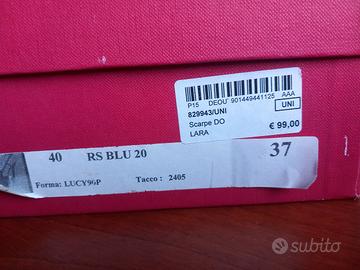 P15 DEOU 901449441125 AAA
829943/UNI UNI
Scarpe DO
LARA € 99,00
40 RS BLU 20 37
Forma: LUCY96P Tacco: 2405
subito